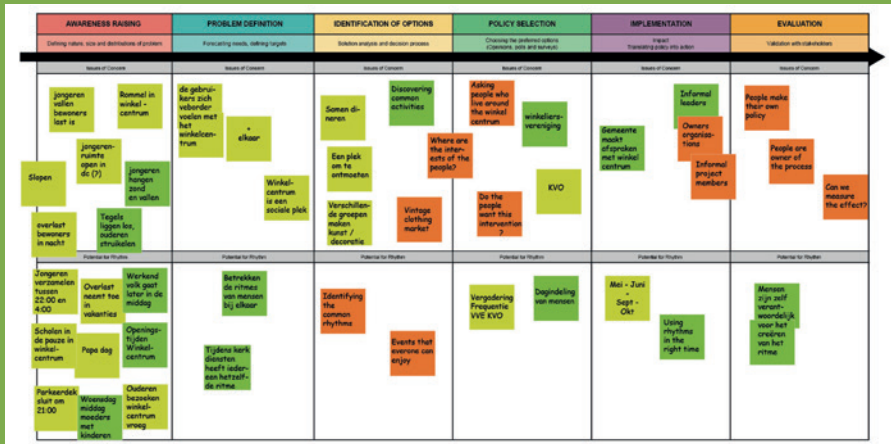 AWARENESS RAISING
PROBLEM DEFINITION
IDENTIFICATION OF OPTIONS
POLICY SELECTION
IMPLEMENTATION
EVALUATION
Defining nature, size and distributions of problem
Forecasting needs, defining targets
Solution analysis and decision process
Choosing the preferred options
(Opinions, polls and surveys)
Impact
Translating policy into action
Validation with stakeholders
Issues of Concern
Issues of Concern
Issues of Concern
Issues of Concern
Issues of Concern
Issues of Concern
jongeren
vallen
bewoners
last is
Rommel in
winkel -
centrum
jongeren-
ruimte
open in
dc (?)
Slopen
jongeren
hangen
zond
en vallen
overlast
bewoners
in nacht
Tegels
liggen los,
ouderen
struikelen
de gebrui-
kers zich
veborder
voelen met
het
winkelcen-
trum
+
elkaar
Winkel-
centrum
is een
sociale plek
Samen di-
neren
Discovering
common
activities
Een plek
om te
ontmoeten
Verschillen-
de groepen
maken
kunst /
decoratie
Vintage
clothing
market
Asking
people who
live around
the winkel
centrum
Where are
the inter-
ests of the
people?
winkeliers-
vereniging
Do the
people
want this
intervention
?
KVO
Informal
leaders
Gemeente
maakt
afspraken
met winkel
centrum
Owners
organisa-
tions
Informal
project
members
People make
their own
policy
People are
owner of
the process
Can we
measure
the effect?
Potential for Rhythm
Potential for Rhythm
Potential for Rhythm
Potential for Rhythm
Potential for Rhythm
Potential for Rhythm
Jongeren
verzamelen
tussen
22:00 en
4:00
Overlast
neemt toe
in
vakanties
Werkend
volk gaat
later in de
middag
Scholen in
de pauze in
winkel-
centrum
Papa dag
Openings-
tijden
Winkel-
centrum
Parkeerdek
sluit om
21:00
Woensdag
middag
moeders
met
kinderen
Ouderen
bezoeken
winkel-
centrum
vroeg
Betrekken
de ritmes
van mensen
bij elkaar
Tijdens kerk
diensten
heeft ieder-
een hetzelf-
de ritme
Identifying
the
common
rhythms
Events that
everyone can
enjoy
Vergadering
Frequentie
VVE KVO
Dagindeling
van mensen
Mei - Juni
-
Sept -
Okt
Using
rhythms
in the
right time
Mensen
zijn zelf
verant-
woordelijk
voor het
creëren
van het
ritme